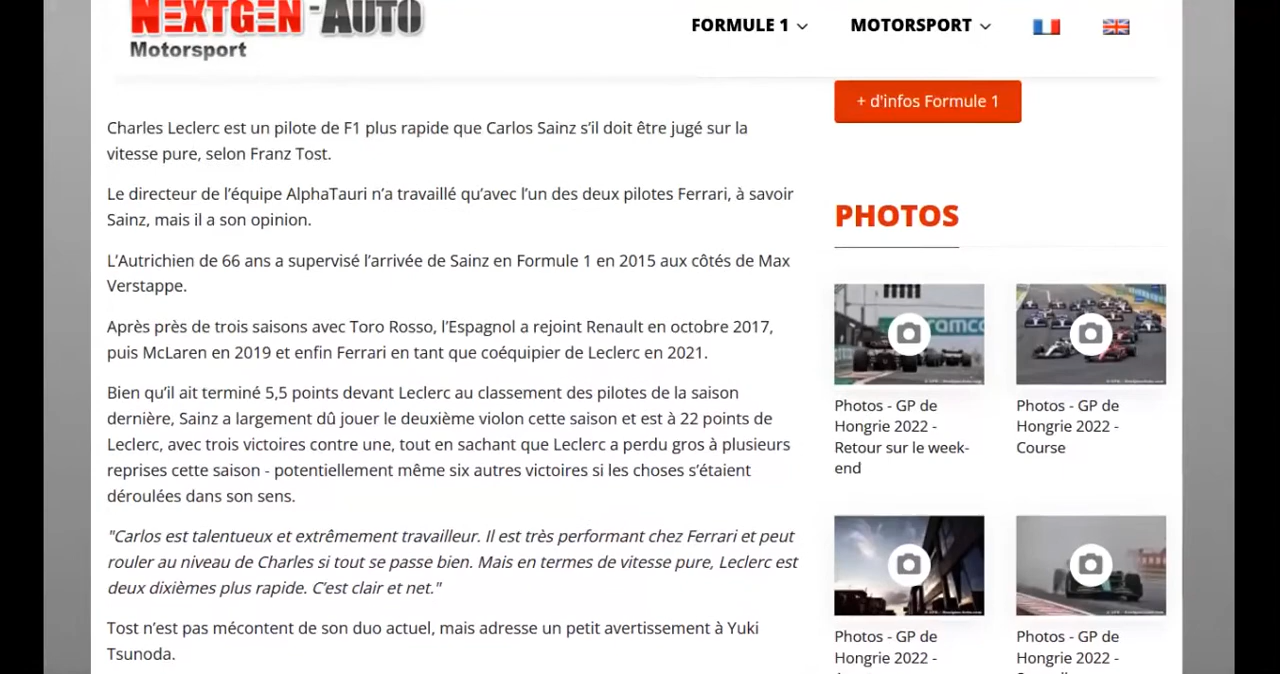 NEXTGEN-AUTO
Motorsport
FORMULE 1
MOTORSPORT
Charles Leclerc est un pilote de F1 plus rapide que Carlos Sainz s’il doit être jugé sur la
vitesse pure, selon Franz Tost.
Le directeur de l’équipe AlphaTauri n’a travaillé qu’avec l’un des deux pilotes Ferrari, à savoir
Sainz, mais il a son opinion.
L’Autrichien de 66 ans a supervisé l’arrivée de Sainz en Formule 1 en 2015 aux côtés de Max
Verstappe.
Après près de trois saisons avec Toro Rosso, l’Espagnol a rejoint Renault en octobre 2017,
puis McLaren en 2019 et enfin Ferrari en tant que coéquipier de Leclerc en 2021.
Bien qu’il ait terminé 5,5 points devant Leclerc au classement des pilotes de la saison
dernière, Sainz a largement dû jouer le deuxième violon cette saison et est à 22 points de
Leclerc, avec trois victoires contre une, tout en sachant que Leclerc a perdu gros à plusieurs
reprises cette saison - potentiellement même six autres victoires si les choses s’étaient
déroulées dans son sens.
"Carlos est talentueux et extrêmement travailleur. Il est très performant chez Ferrari et peut
rouler au niveau de Charles si tout se passe bien. Mais en termes de vitesse pure, Leclerc est
deux dixièmes plus rapide. C’est clair et net."
Tost n’est pas mécontent de son duo actuel, mais adresse un petit avertissement à Yuki
Tsunoda.
+ d'infos Formule 1
PHOTOS
Photos - GP de
Hongrie 2022 -
Retour sur le week-
end
Photos - GP de
Hongrie 2022 -
Course
Photos - GP de
Hongrie 2022 -
Photos - GP de
Hongrie 2022 -